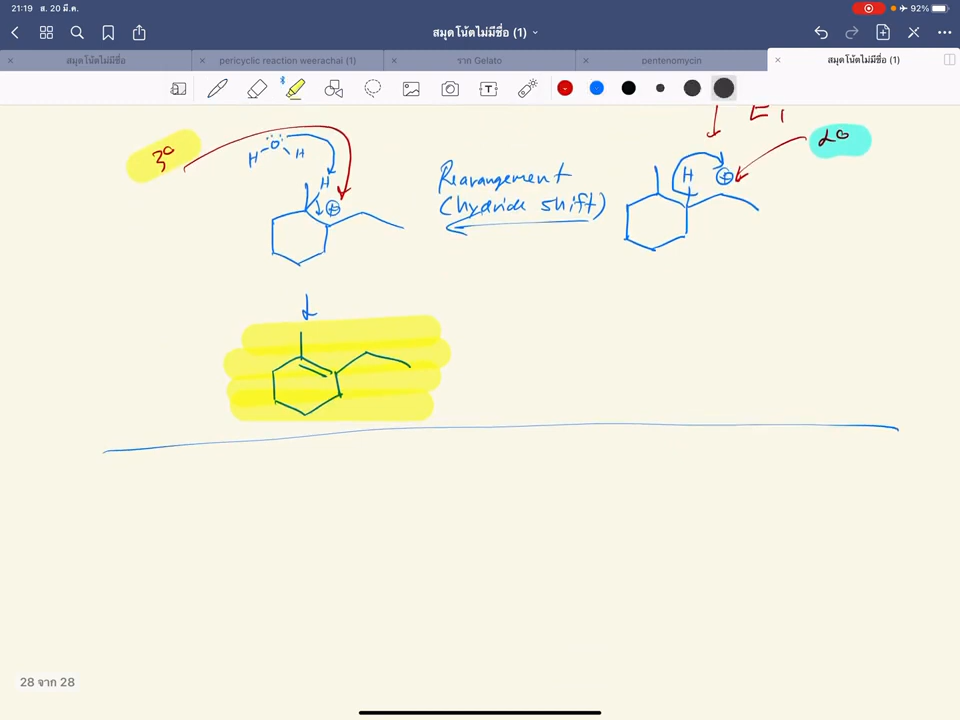 21:19 ส. 20 มี.ค. 92%
สมุดโน้ตไม่มีชื่อ
สมุดโน้ตไม่มีชื่อ
pericyclic reaction weerachai (1)
ราก Gelato
pentenomycin
สมุดโน้ตไม่มีชื่อ (1)
E1
2°
3°
H O H
H
H
Rearangement
(hydride shift)
28 จาก 28